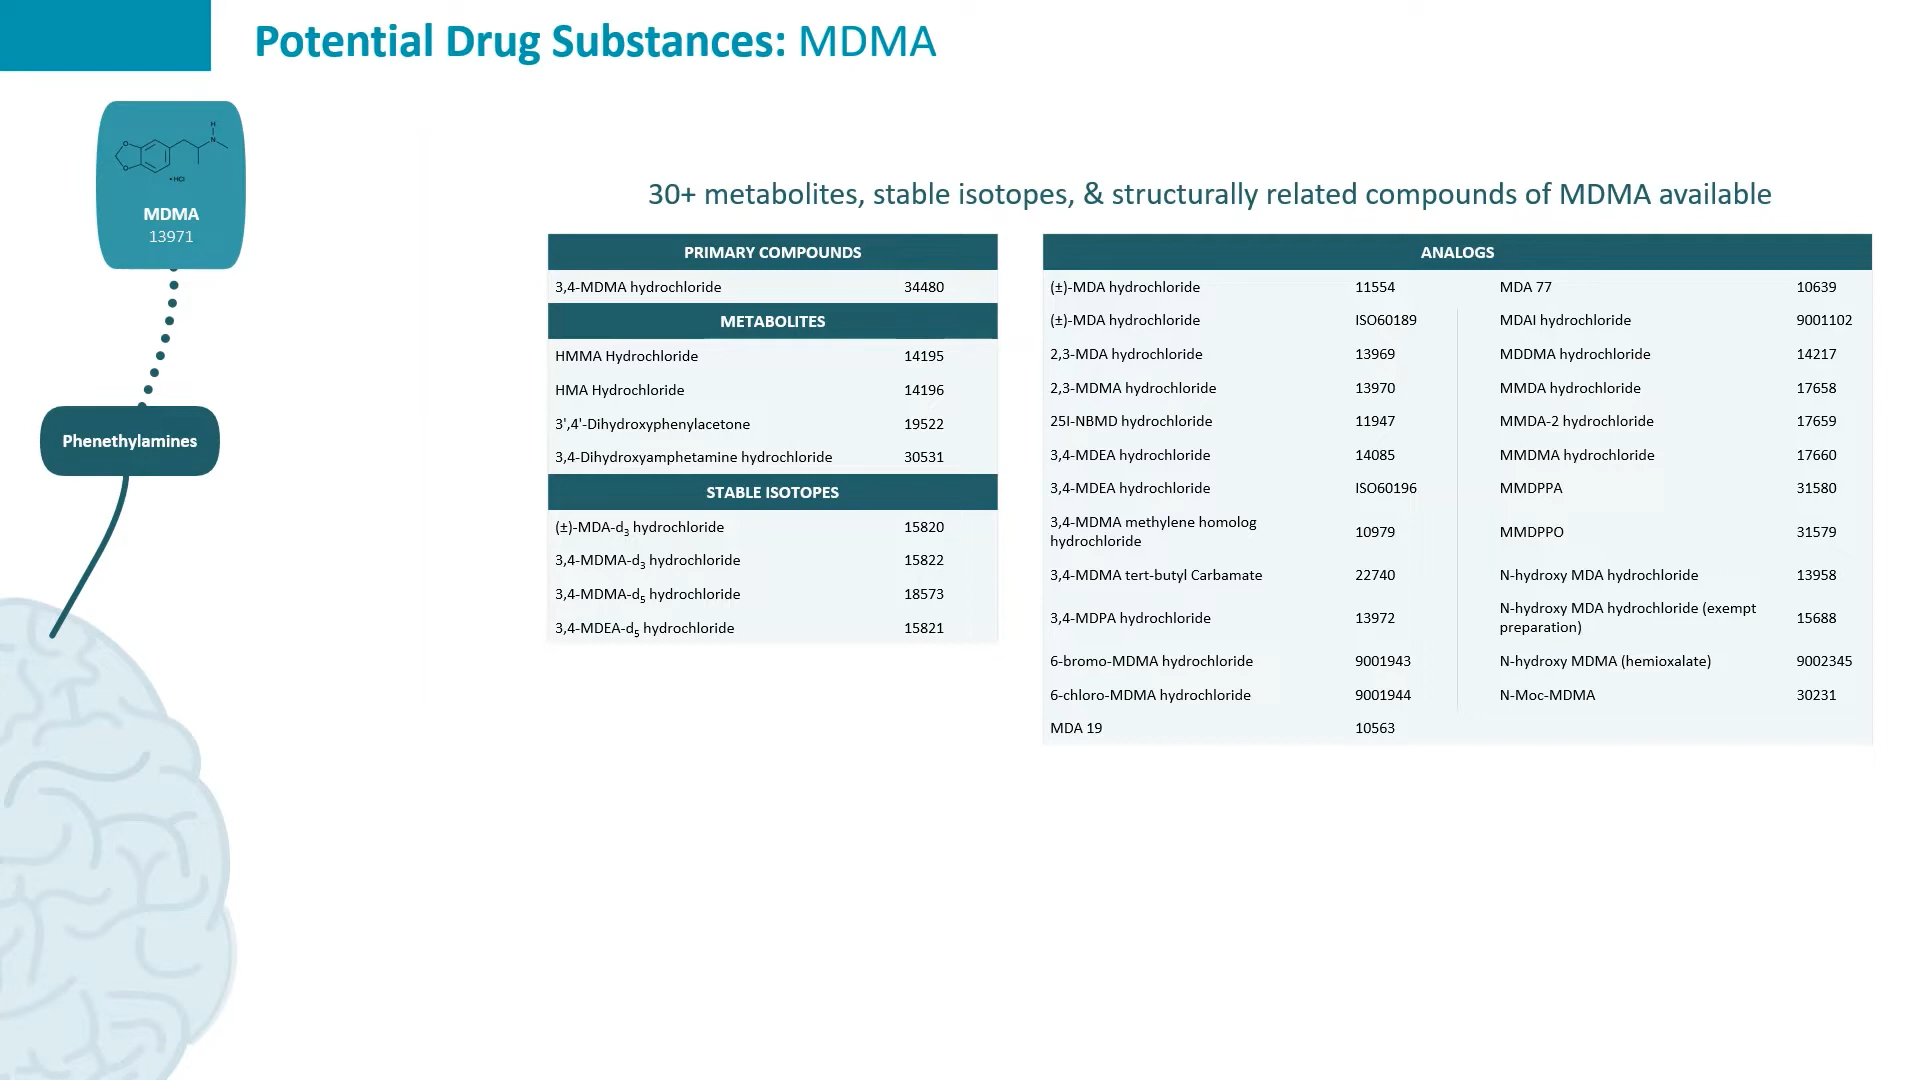 Potential Drug Substances: MDMA
H
N
O
O
• HCl
MDMA
13971
Phenethylamines
30+ metabolites, stable isotopes, & structurally related compounds of MDMA available
PRIMARY COMPOUNDS
3,4-MDMA hydrochloride 34480
METABOLITES
HMMA Hydrochloride 14195
HMA Hydrochloride 14196
3',4'-Dihydroxyphenylacetone 19522
3,4-Dihydroxyamphetamine hydrochloride 30531
STABLE ISOTOPES
(±)-MDA-d3 hydrochloride 15820
3,4-MDMA-d3 hydrochloride 15822
3,4-MDMA-d5 hydrochloride 18573
3,4-MDEA-d5 hydrochloride 15821
ANALOGS
(±)-MDA hydrochloride 11554 MDA 77 10639
(±)-MDA hydrochloride ISO60189 MDAI hydrochloride 9001102
2,3-MDA hydrochloride 13969 MDDMA hydrochloride 14217
2,3-MDMA hydrochloride 13970 MMDA hydrochloride 17658
25I-NBMD hydrochloride 11947 MMDA-2 hydrochloride 17659
3,4-MDEA hydrochloride 14085 MMDMA hydrochloride 17660
3,4-MDEA hydrochloride ISO60196 MMDPPA 31580
3,4-MDMA methylene homolog
hydrochloride 10979 MMDPPO 31579
3,4-MDMA tert-butyl Carbamate 22740 N-hydroxy MDA hydrochloride 13958
3,4-MDPA hydrochloride 13972 N-hydroxy MDA hydrochloride (exempt
preparation) 15688
6-bromo-MDMA hydrochloride 9001943 N-hydroxy MDMA (hemioxalate) 9002345
6-chloro-MDMA hydrochloride 9001944 N-Moc-MDMA 30231
MDA 19 10563